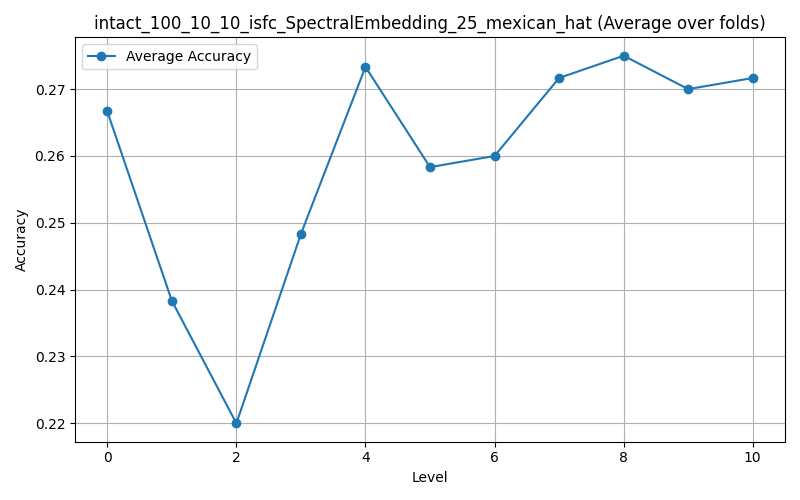 intact_100_10_10_isfc_SpectralEmbedding_25_mexican_hat (Average over folds)
Average Accuracy
0.27
0.26
0.25
0.24
0.23
0.22
Accuracy
0 2 4 6 8 10
Level